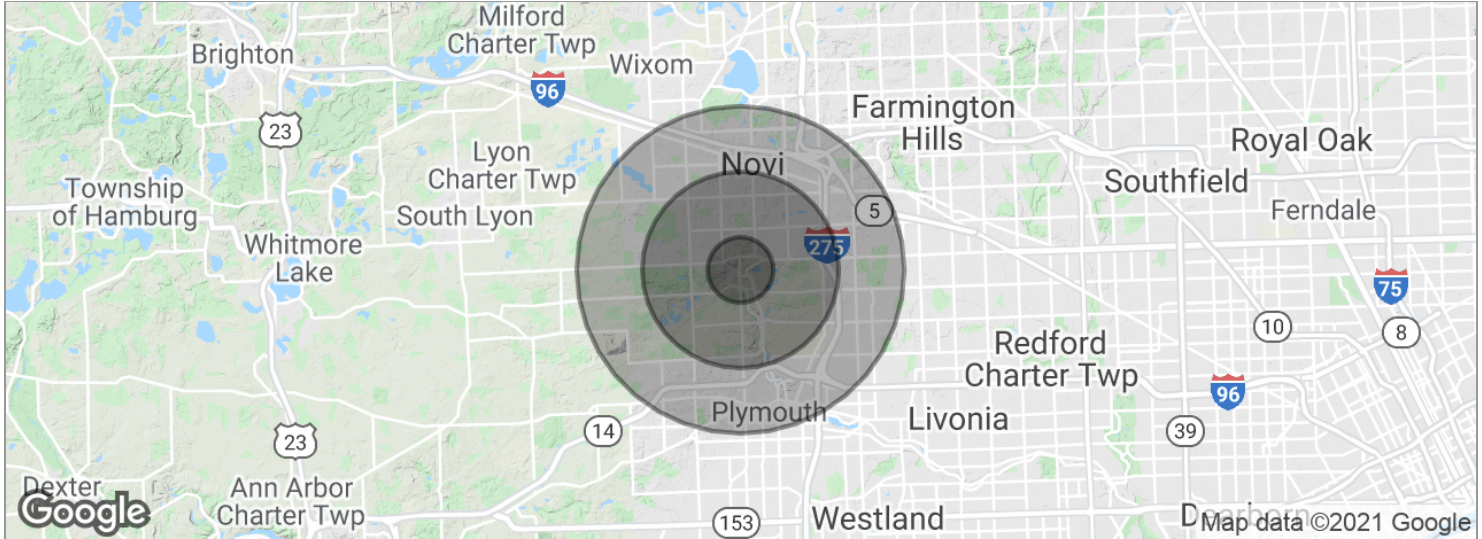 Milford
Charter Twp
Brighton
Wixom
96
Farmington
Hills
23
Royal Oak
Lyon
Charter Twp
Novi
Southfield
Township
of Hamburg
South Lyon
5
Ferndale
Whitmore
Lake
275
75
10
8
Redford
Charter Twp
96
Plymouth
Livonia
14
39
23
Dexter
Ann Arbor
Charter Twp
Google
153
Westland
Dearborn
Map data ©2021 Google